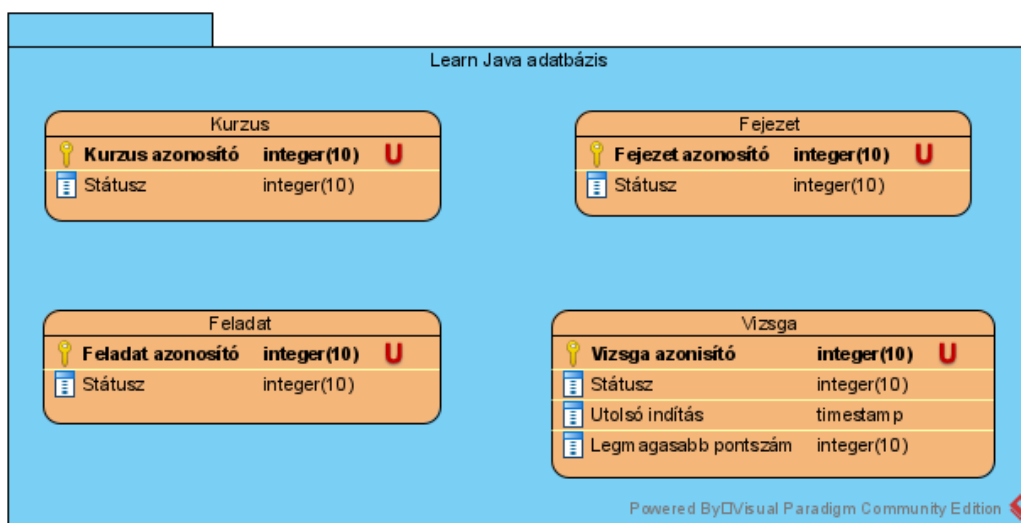 Learn Java adatbázis
Kurzus
Kurzus azonosító integer(10) U
Státusz integer(10)
Fejezet
Fejezet azonosító integer(10) U
Státusz integer(10)
Feladat
Feladat azonosító integer(10) U
Státusz integer(10)
Vizsga
Vizsga azonisító integer(10) U
Státusz integer(10)
Utolsó indítás timestamp
Legmagasabb pontszám integer(10)
Powered By□Visual Paradigm Community Edition